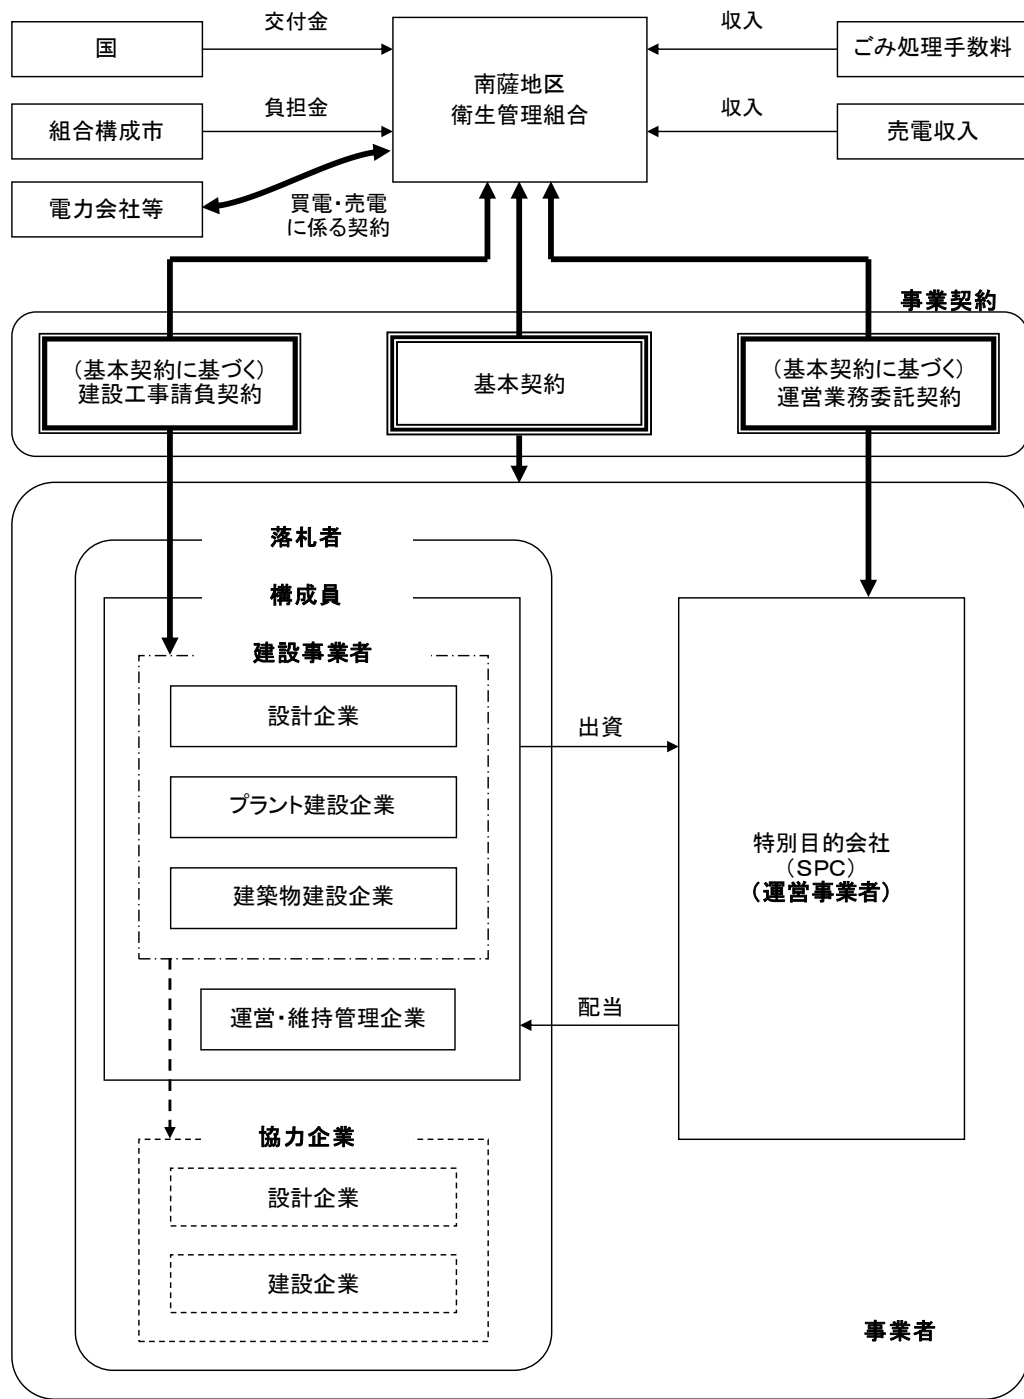 国
交付金
南薩地区
衛生管理組合
収入
ごみ処理手数料
組合構成市
負担金
収入
売電収入
電力会社等
買電・売電
に係る契約
事業契約
(基本契約に基づく)
建設工事請負契約
基本契約
(基本契約に基づく)
運営業務委託契約
落札者
構成員
建設事業者
設計企業
プラント建設企業
建築物建設企業
運営・維持管理企業
出資
配当
特別目的会社
(SPC)
(運営事業者)
協力企業
設計企業
建設企業
事業者